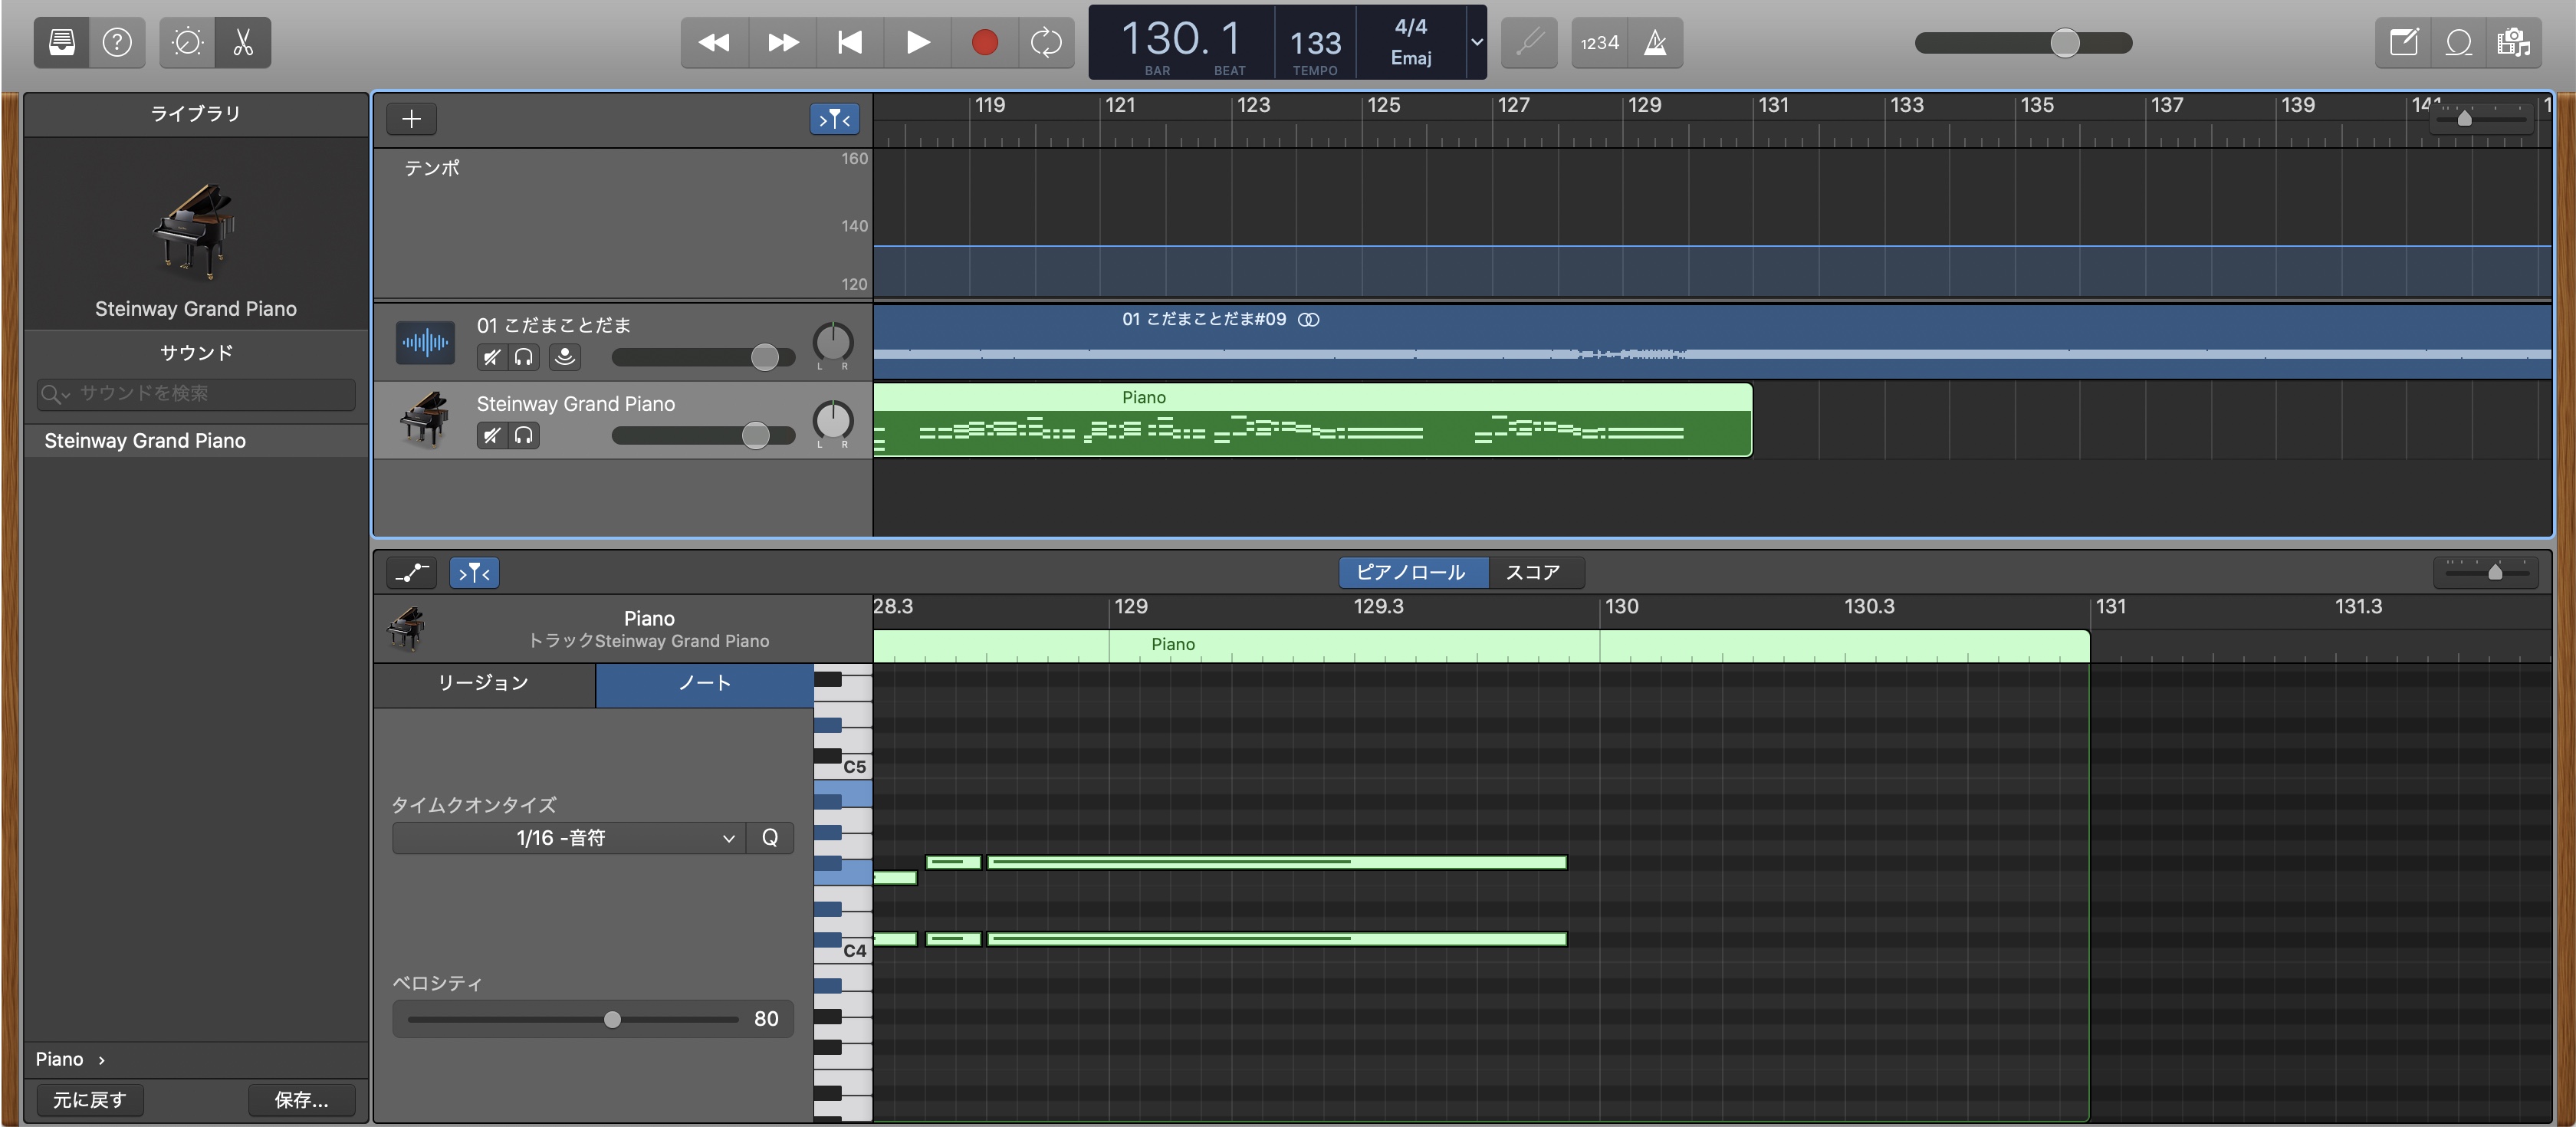 130. 1
BAR
BEAT
133
TEMPO
4/4
Emaj
1234
ライブラリ
Steinway Grand Piano
サウンド
サウンドを検索
Steinway Grand Piano
Piano ›
元に戻す
保存...
119
121
123
125
127
129
131
133
135
137
139
テンポ
160
140
120
01 こだまことだま
L
R
01 こだまことだま#09
Steinway Grand Piano
L
R
Piano
ピアノロール
スコア
Piano
トラックSteinway Grand Piano
28.3
129
129.3
130
130.3
131
131.3
Piano
リージョン
ノート
C5
C4
タイムクオンタイズ
1/16 -音符
Q
ベロシティ
80